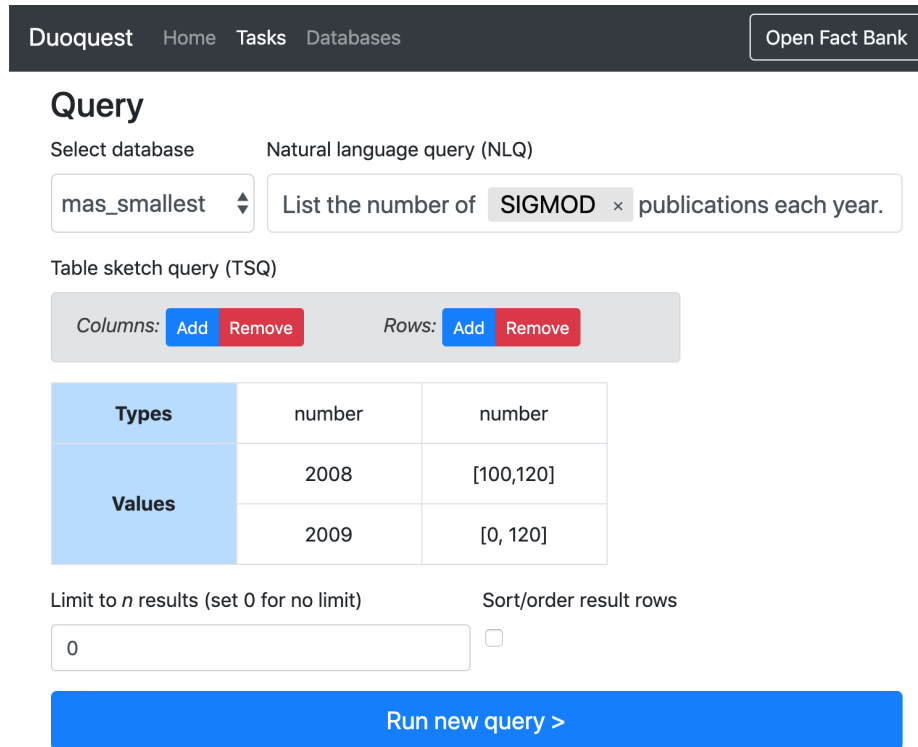 Duoquest Home Tasks Databases Open Fact Bank
Query
Select database Natural language query (NLQ)
mas_smallest List the number of SIGMOD × publications each year.
Table sketch query (TSQ)
Columns: Add Remove Rows: Add Remove
Types number number
Values
2008 [100,120]
2009 [0, 120]
Limit to n results (set 0 for no limit) Sort/order result rows
0
Run new query >